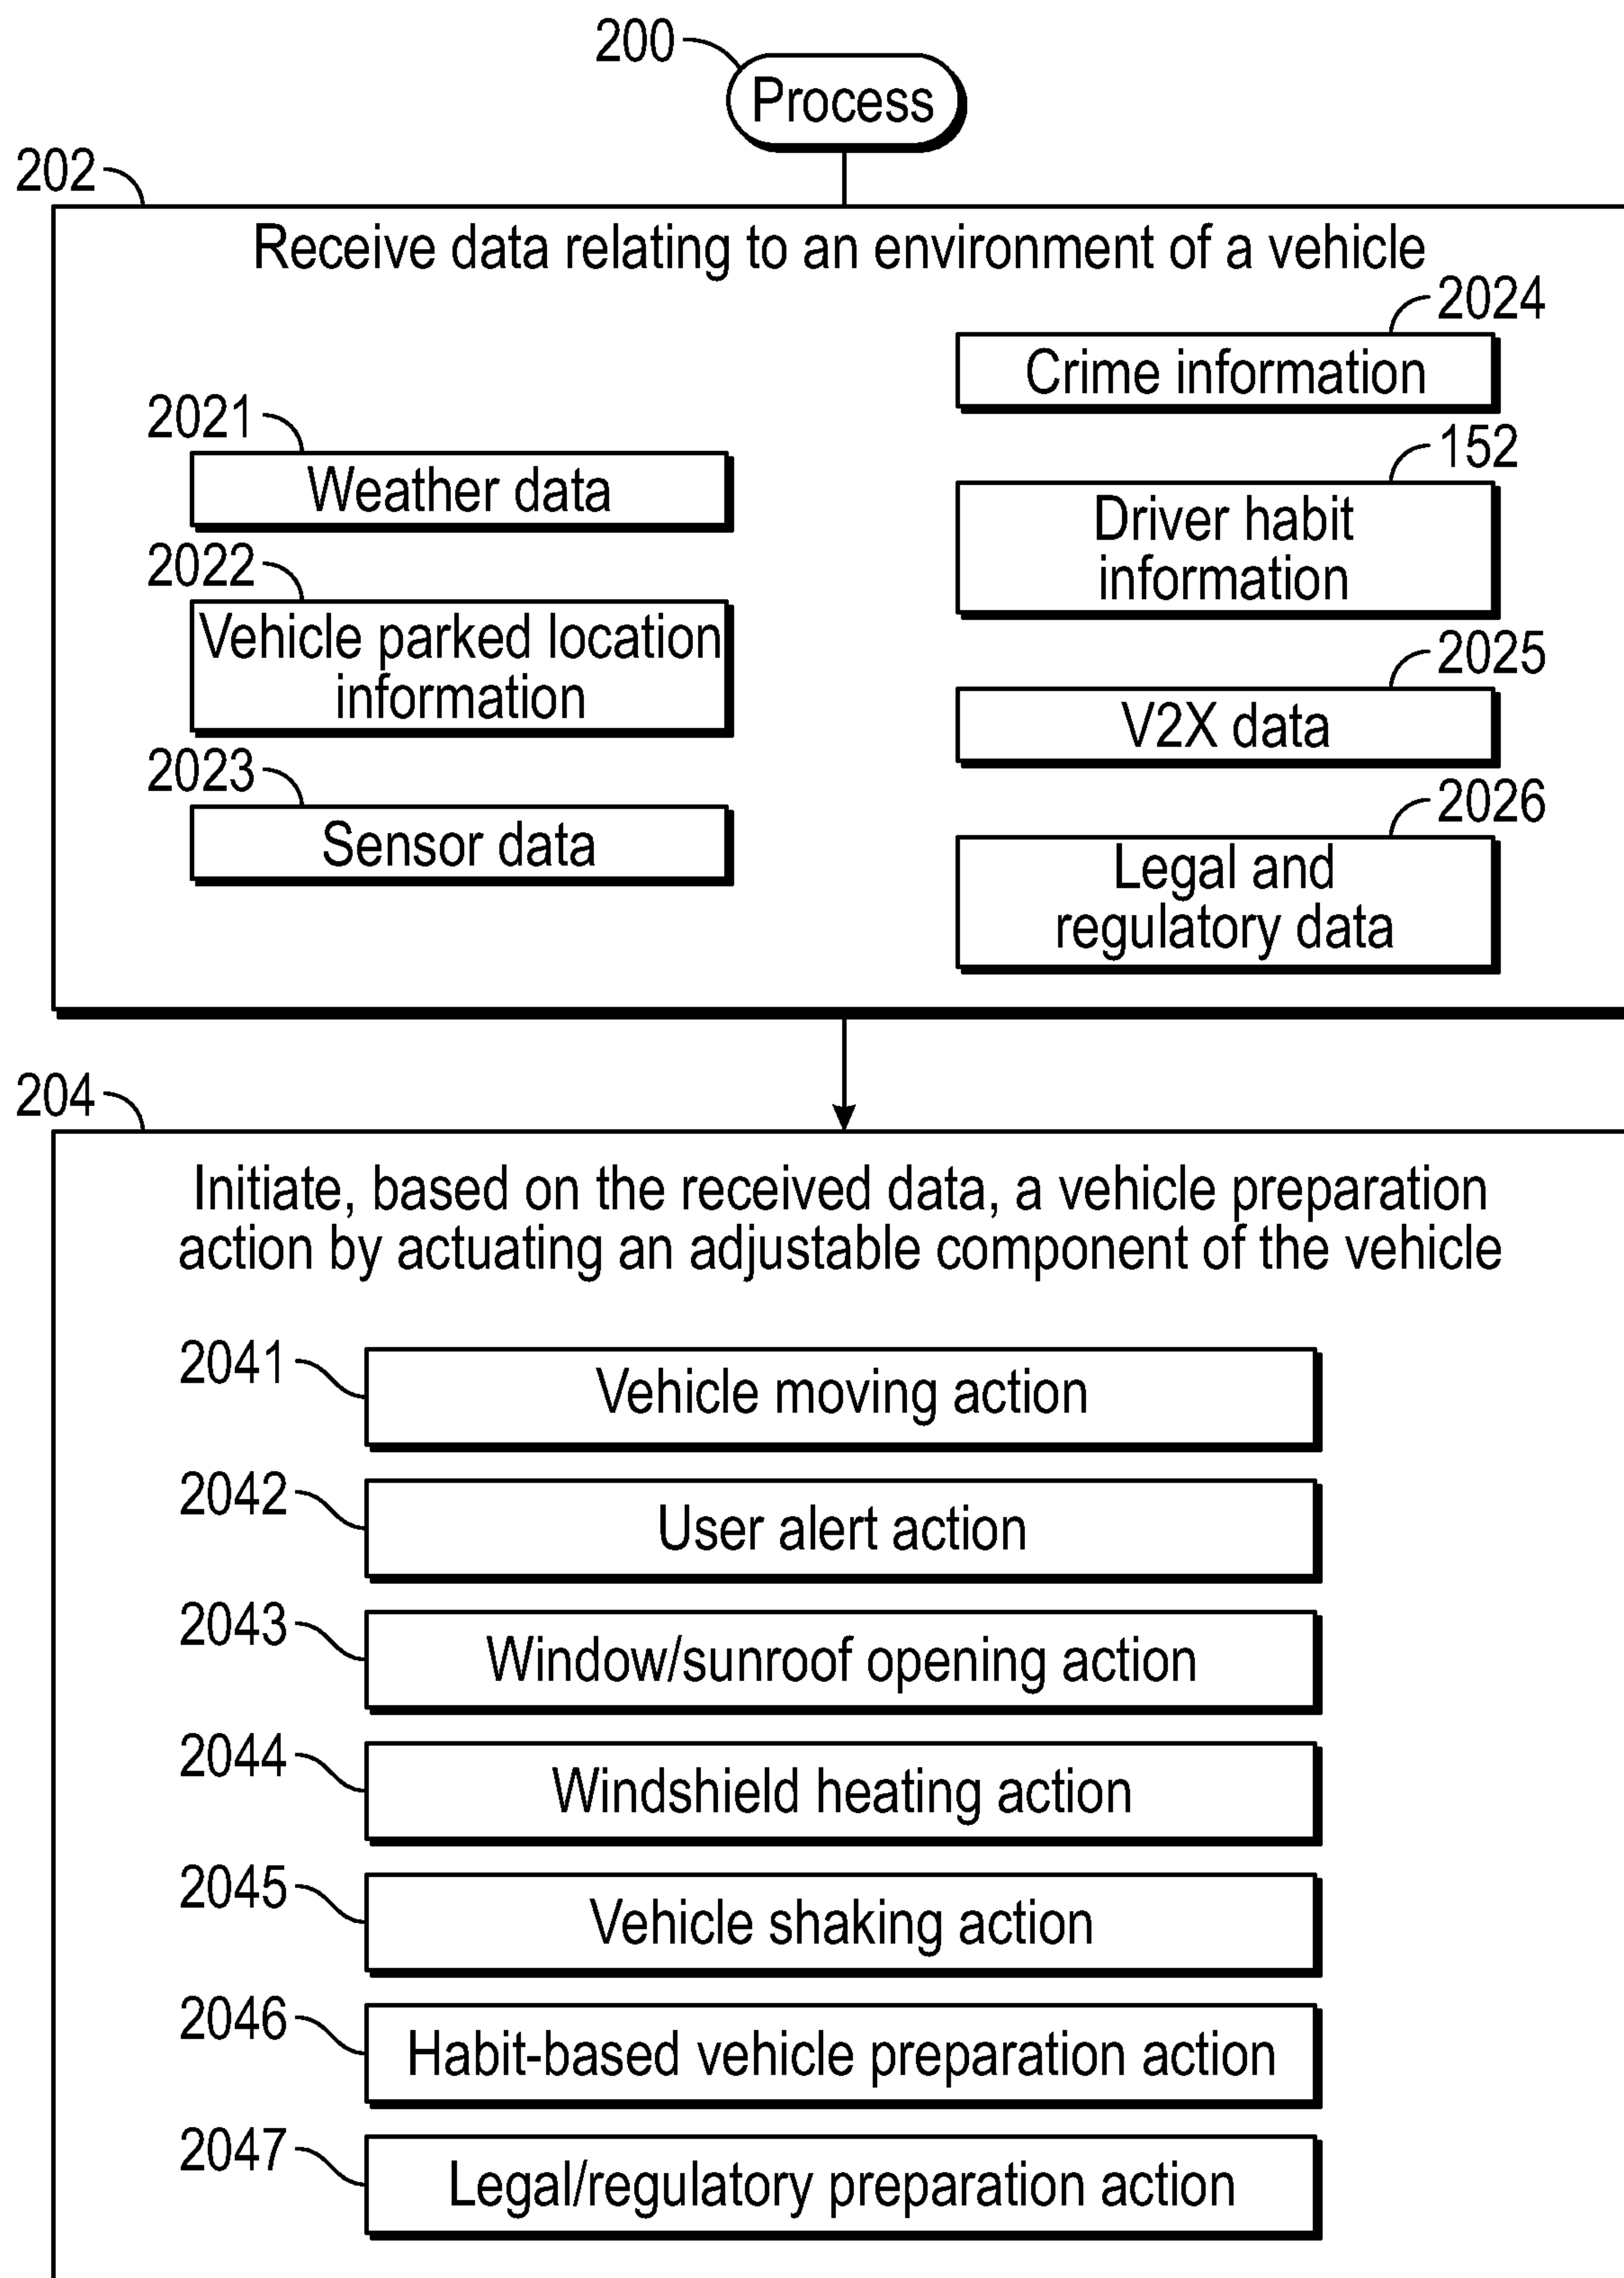 200
Process
202
Receive data relating to an environment of a vehicle
2021
Weather data
2022
Vehicle parked location
information
2023
Sensor data
2024
Crime information
152
Driver habit
information
2025
V2X data
2026
Legal and
regulatory data
204
Initiate, based on the received data, a vehicle preparation
action by actuating an adjustable component of the vehicle
2041
Vehicle moving action
2042
User alert action
2043
Window/sunroof opening action
2044
Windshield heating action
2045
Vehicle shaking action
2046
Habit-based vehicle preparation action
2047
Legal/regulatory preparation action